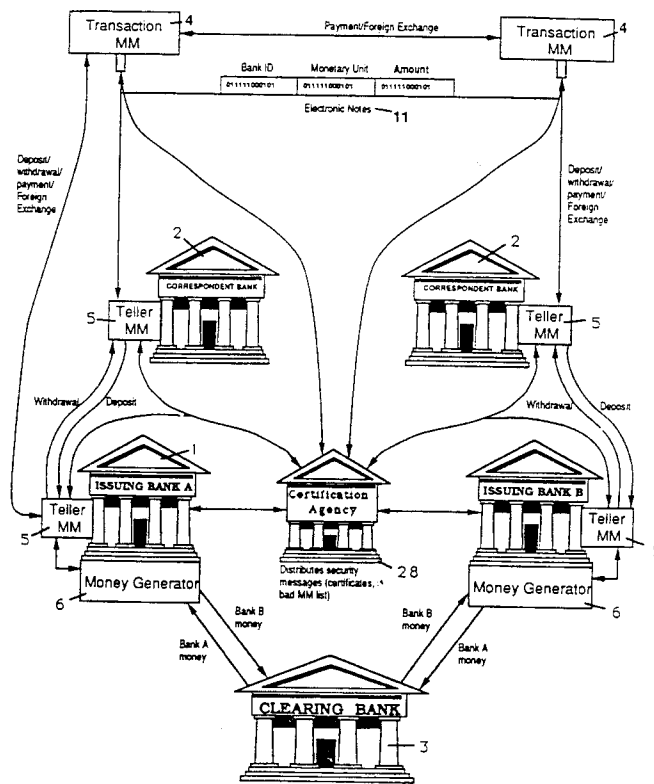 4
Transaction
MM
Payment/Foreign Exchange
4
Transaction
MM
Bank ID
Monetary Unit
Amount
011111000101
011111000101
011111000101
Electronic Notes
11
Deposit/
withdrawal/
payment/
Foreign
Exchange
Deposit/
withdrawal/
payment/
Foreign
Exchange
2
CORRESPONDENT BANK
2
CORRESPONDENT BANK
5
Teller
MM
Teller
MM
5
Withdrawal
Deposit
Withdrawal
Deposit
1
ISSUING BANK A
Certification
Agency
ISSUING BANK B
Teller
MM
5
Teller
MM
28
Distributes security
messages (certificates,
bad MM list)
Money Generator
6
Money Generator
6
Bank B
money
Bank A
money
Bank B
money
Bank A
money
CLEARING BANK
3